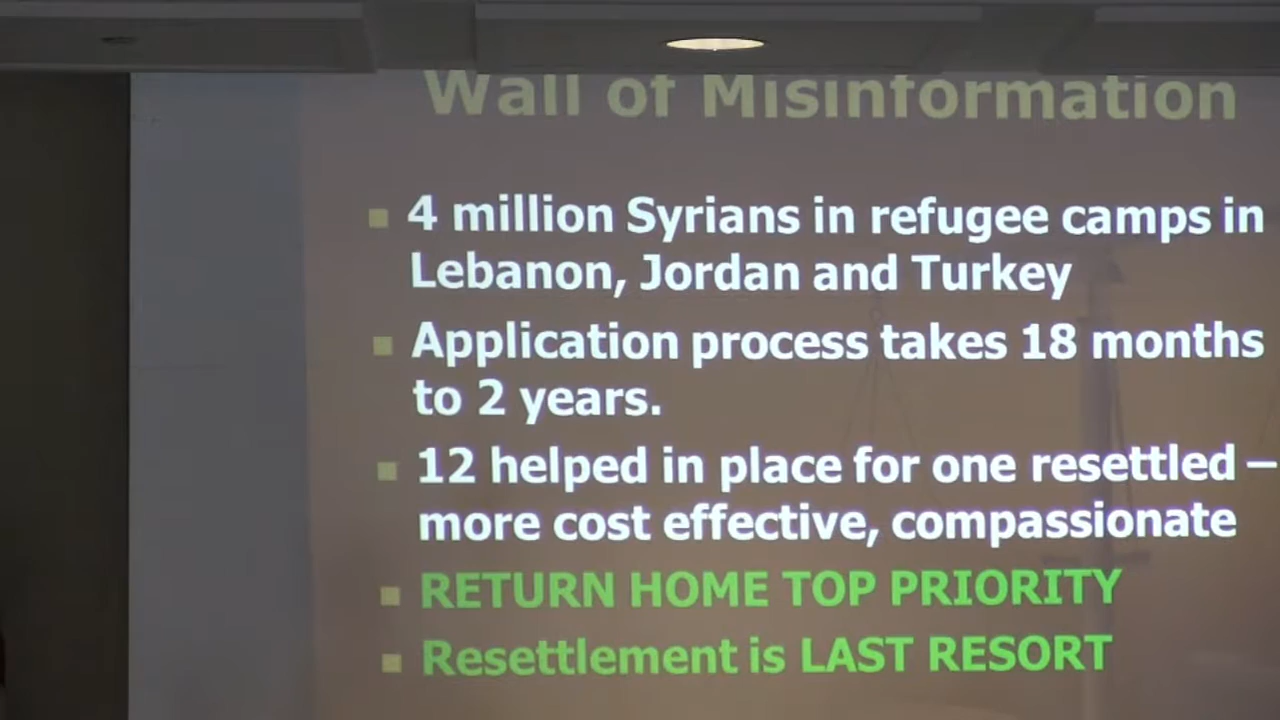 Wall of Misinformation
4 million Syrians in refugee camps in
Lebanon, Jordan and Turkey
Application process takes 18 months
to 2 years.
12 helped in place for one resettled –
more cost effective, compassionate
RETURN HOME TOP PRIORITY
Resettlement is LAST RESORT